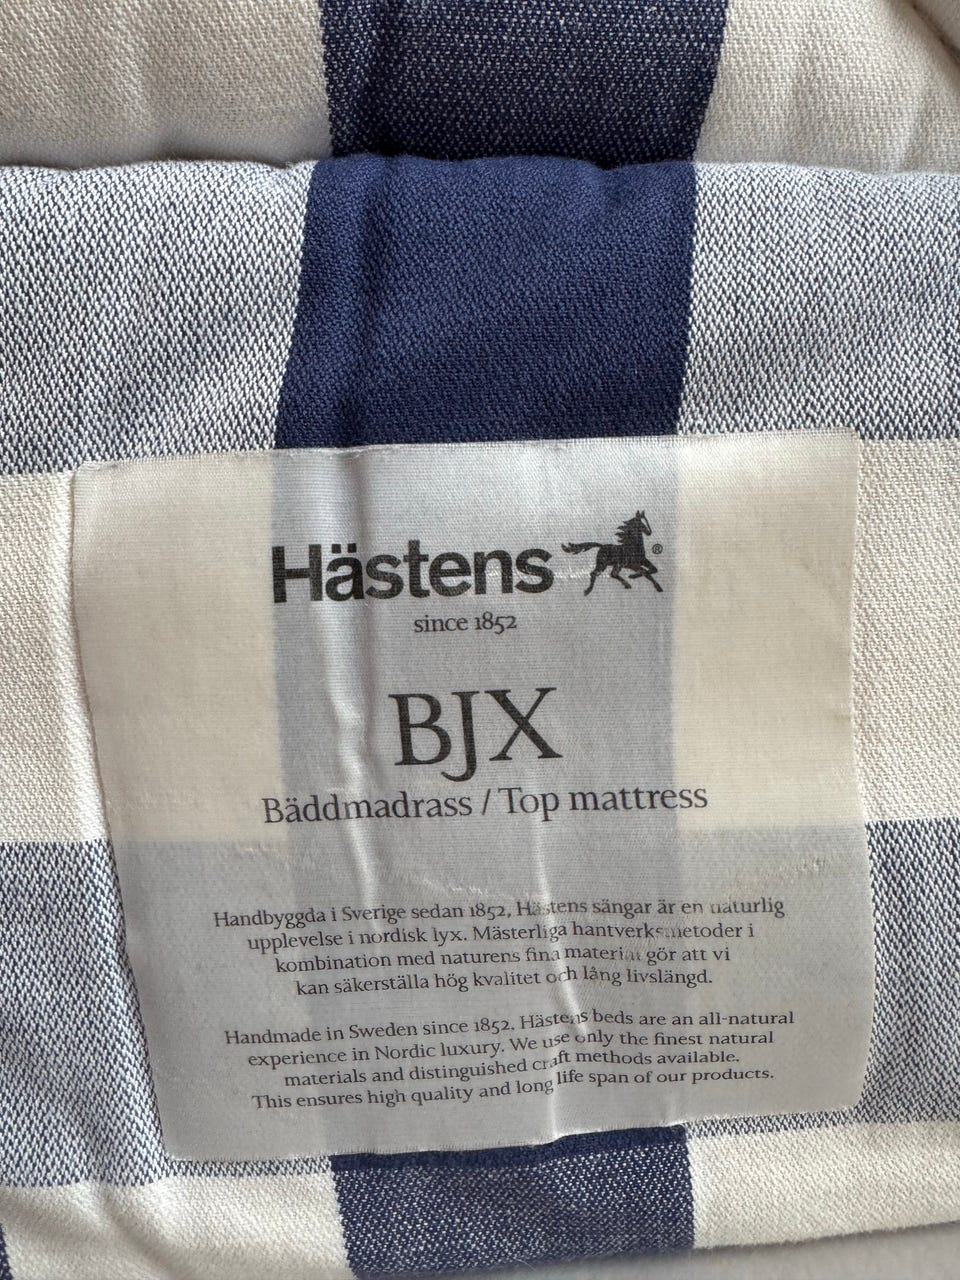 Hästens®
since 1852
BJX
Bäddmadrass / Top mattress
Handbyggda i Sverige sedan 1852, Hästens sängar är en naturlig
upplevelse i nordisk lyx. Mästerliga hantverksmetoder i
kombination med naturens fina material gör att vi
kan säkerställa hög kvalitet och lång livslängd.
Handmade in Sweden since 1852, Hästens beds are an all-natural
experience in Nordic luxury. We use only the finest natural
materials and distinguished craft methods available.
This ensures high quality and long life span of our products.